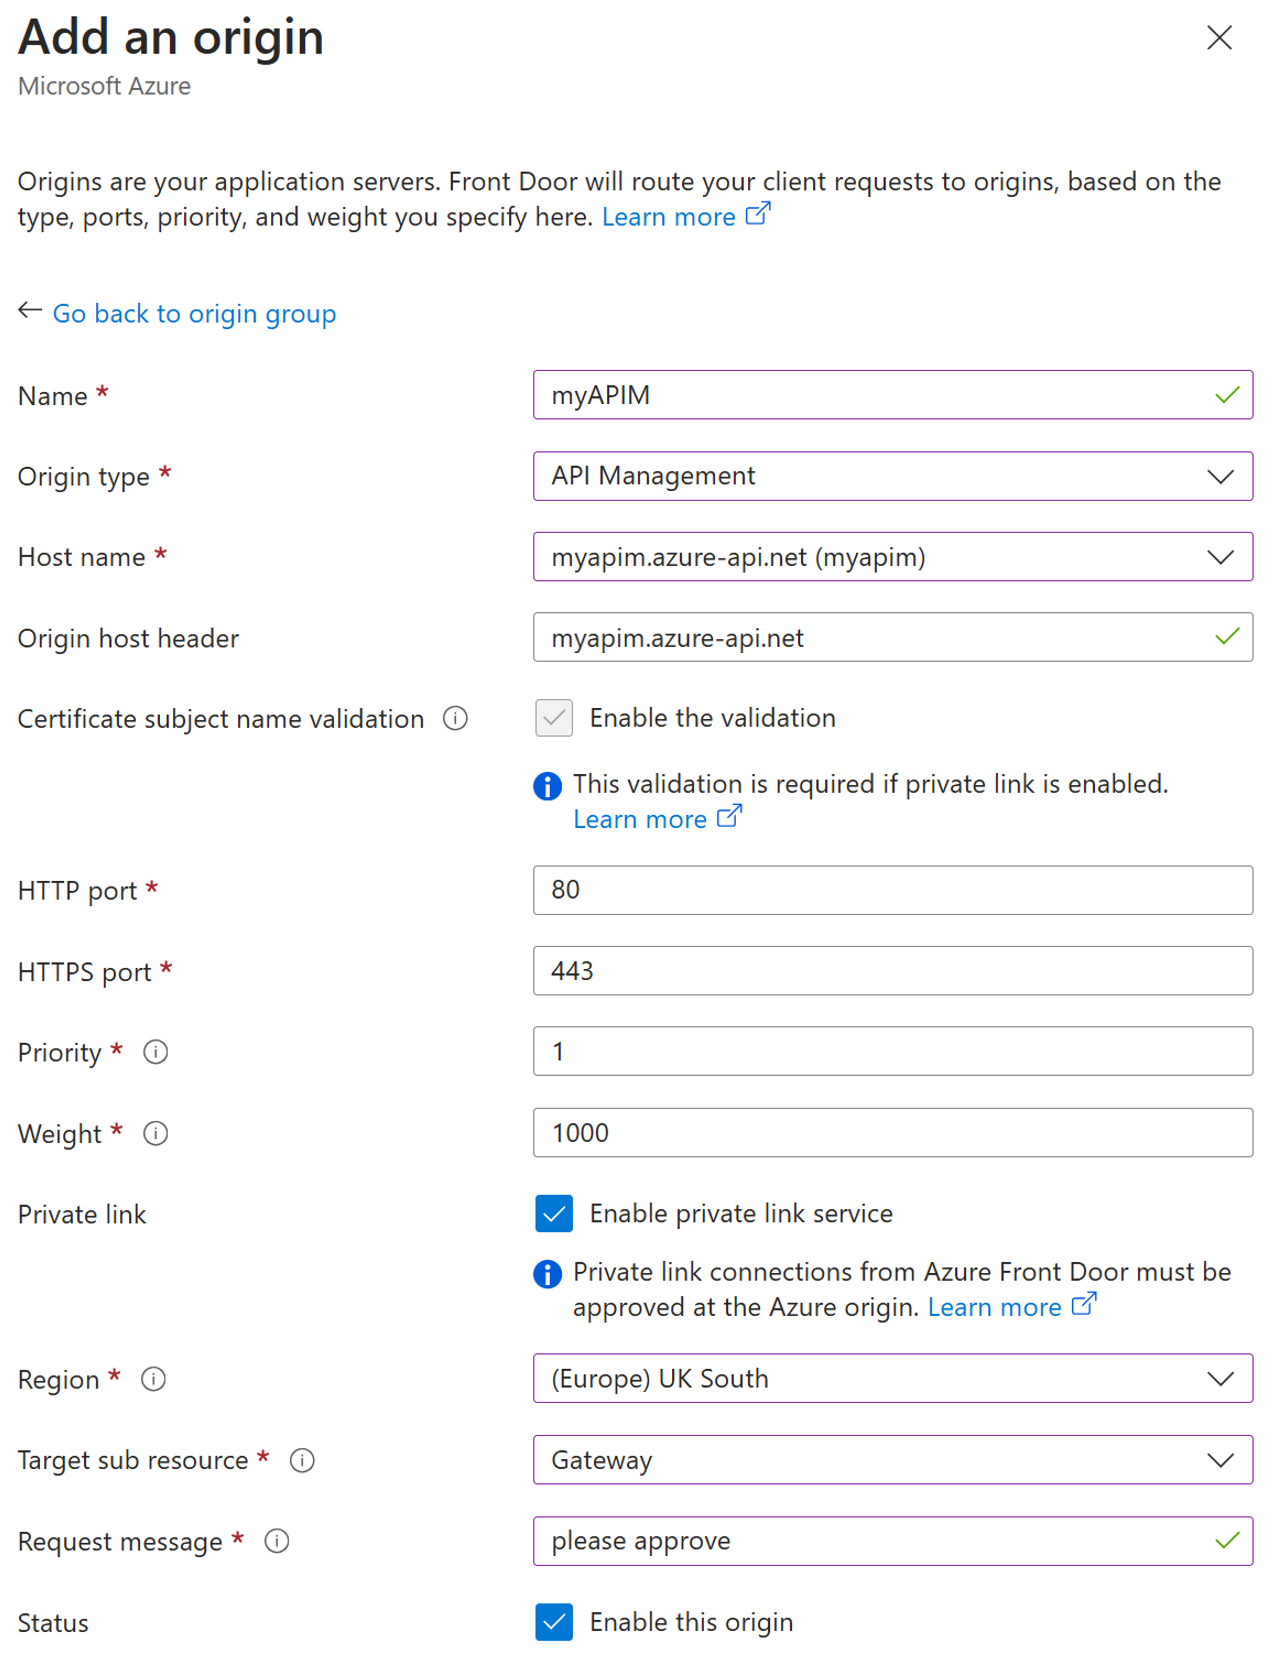 Add an origin
Microsoft Azure
Origins are your application servers. Front Door will route your client requests to origins, based on the
type, ports, priority, and weight you specify here. Learn more
Go back to origin group
Name *
myAPIM
Origin type *
API Management
Host name *
myapim.azure-api.net (myapim)
Origin host header
myapim.azure-api.net
Certificate subject name validation
Enable the validation
This validation is required if private link is enabled.
Learn more
HTTP port *
80
HTTPS port *
443
Priority *
1
Weight *
1000
Private link
Enable private link service
Private link connections from Azure Front Door must be
approved at the Azure origin. Learn more
Region *
(Europe) UK South
Target sub resource *
Gateway
Request message *
please approve
Status
Enable this origin